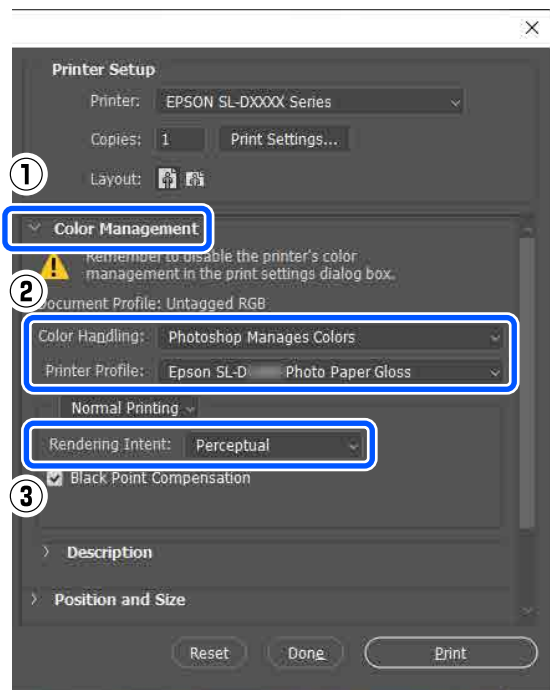 Printer Setup
Printer: EPSON SL-DXXXX Series
Copies: 1 Print Settings...
①
Layout:
Color Management
Remember to disable the printer's color
management in the print settings dialog box.
②
Document Profile: Untagged RGB
Color Handling: Photoshop Manages Colors
Printer Profile: Epson SL-D Photo Paper Gloss
Normal Printing
Rendering Intent: Perceptual
③
Black Point Compensation
Description
Position and Size
Reset Done Print